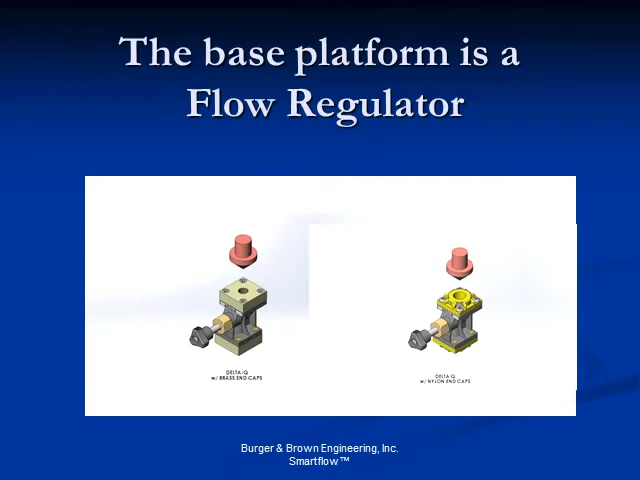 The base platform is a
Flow Regulator
DELTA-Q
w/ BRASS END CAPS
DELTA Q
w/ NYLON END CAPS
Burger & Brown Engineering, Inc.
Smartflow™